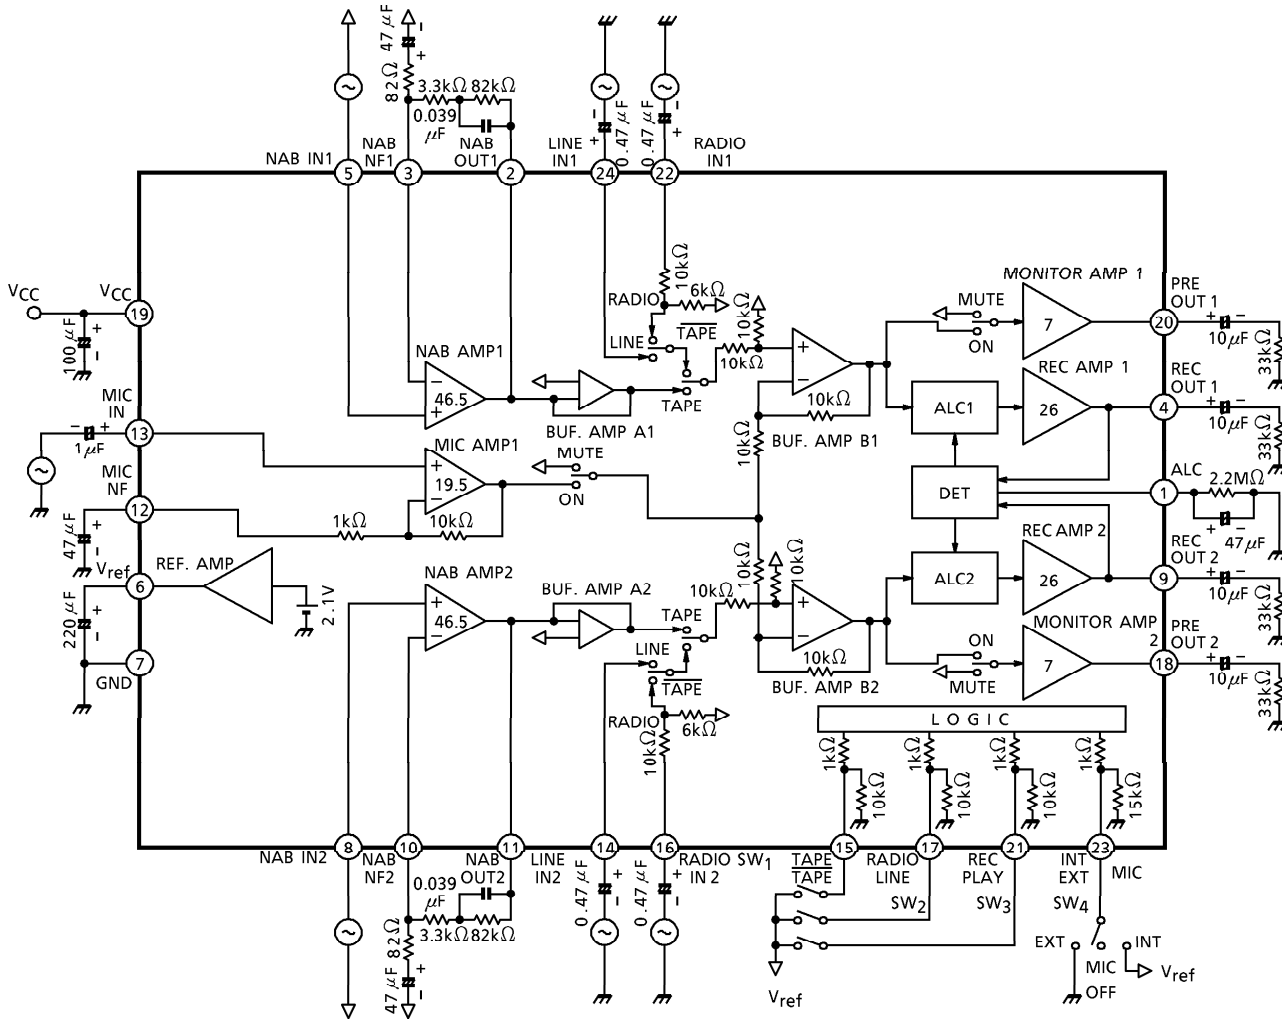 47 μF
-
+
82Ω
3.3kΩ
82kΩ
0.039
μF
-
+
0.47 μF
-
+
0.47 μF
NAB IN1
NAB
NF1
NAB
OUT1
LINE
IN1
RADIO
IN1
5
3
2
24
22
VCC
VCC
19
100 μF
+
-
10kΩ
RADIO
6kΩ
TAPE
LINE
TAPE
10kΩ
10kΩ
MONITOR AMP 1
MUTE
ON
7
PRE
OUT 1
20
+
-
10μF
33kΩ
NAB AMP1
-
46.5
+
BUF. AMP A1
+
-
10kΩ
BUF. AMP B1
ALC1
REC AMP 1
26
REC
OUT 1
4
+
-
10μF
33kΩ
MIC
IN
-
+
1μF
13
MIC AMP1
+
19.5
-
MUTE
ON
10kΩ
DET
ALC
1
2.2MΩ
+
-
47μF
MIC
NF
12
47 μF
+
-
1kΩ
10kΩ
Vref
REF. AMP
6
2.1V
220μF
+
-
7
GND
NAB AMP2
+
46.5
-
BUF. AMP A2
TAPE
LINE
TAPE
RADIO
6kΩ
10kΩ
10kΩ
10kΩ
10kΩ
+
-
10kΩ
BUF. AMP B2
ALC2
REC AMP 2
26
REC
OUT 2
9
+
-
10μF
33kΩ
ON
MUTE
MONITOR AMP
2
7
PRE
OUT 2
18
+
-
10μF
33kΩ
LOGIC
1kΩ
1kΩ
1kΩ
1kΩ
10kΩ
10kΩ
10kΩ
15kΩ
8
10
11
14
16
15
17
21
23
NAB IN2
NAB
NF2
NAB
OUT2
LINE
IN2
RADIO
IN2
SW1
TAPE
TAPE
RADIO
LINE
REC
PLAY
INT
EXT
MIC
SW2
SW3
SW4
0.039
μF
3.3kΩ
82kΩ
82Ω
47 μF
+
-
0.47 μF
+
-
0.47 μF
+
-
EXT
INT
MIC
OFF
Vref
Vref